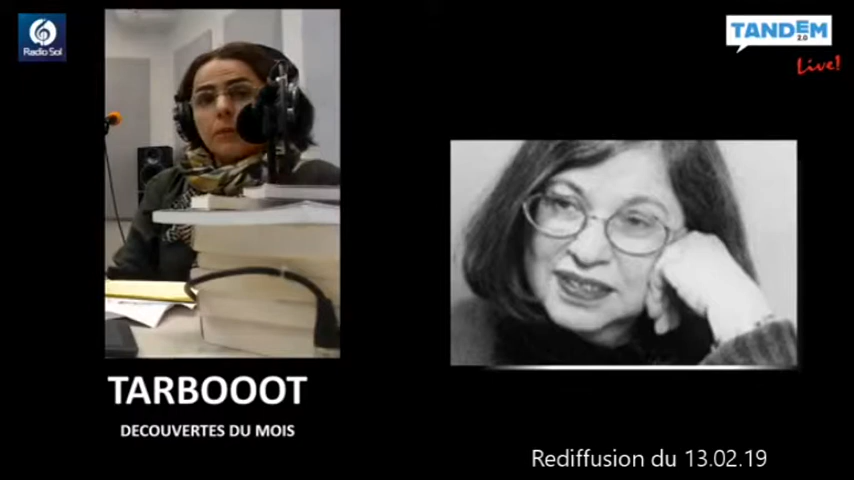 Radio Sol
TANDEM
2.0
Live!
TARBOOOT
DECOUVERTES DU MOIS
Rediffusion du 13.02.19